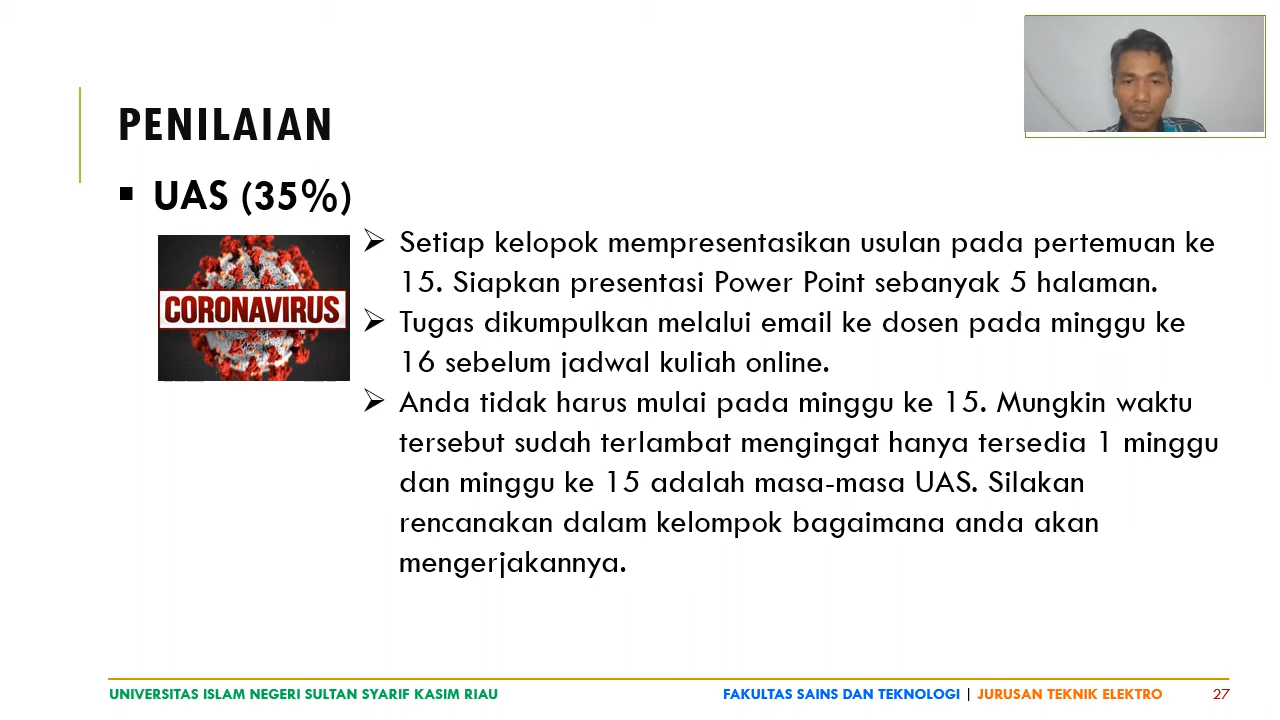 PENILAIAN
▪ UAS (35%)
CORONAVIRUS
➢ Setiap kelopok mempresentasikan usulan pada pertemuan ke
15. Siapkan presentasi Power Point sebanyak 5 halaman.
➢ Tugas dikumpulkan melalui email ke dosen pada minggu ke
16 sebelum jadwal kuliah online.
➢ Anda tidak harus mulai pada minggu ke 15. Mungkin waktu
tersebut sudah terlambat mengingat hanya tersedia 1 minggu
dan minggu ke 15 adalah masa-masa UAS. Silakan
rencanakan dalam kelompok bagaimana anda akan
mengerjakannya.
UNIVERSITAS ISLAM NEGERI SULTAN SYARIF KASIM RIAU FAKULTAS SAINS DAN TEKNOLOGI | JURUSAN TEKNIK ELEKTRO 27